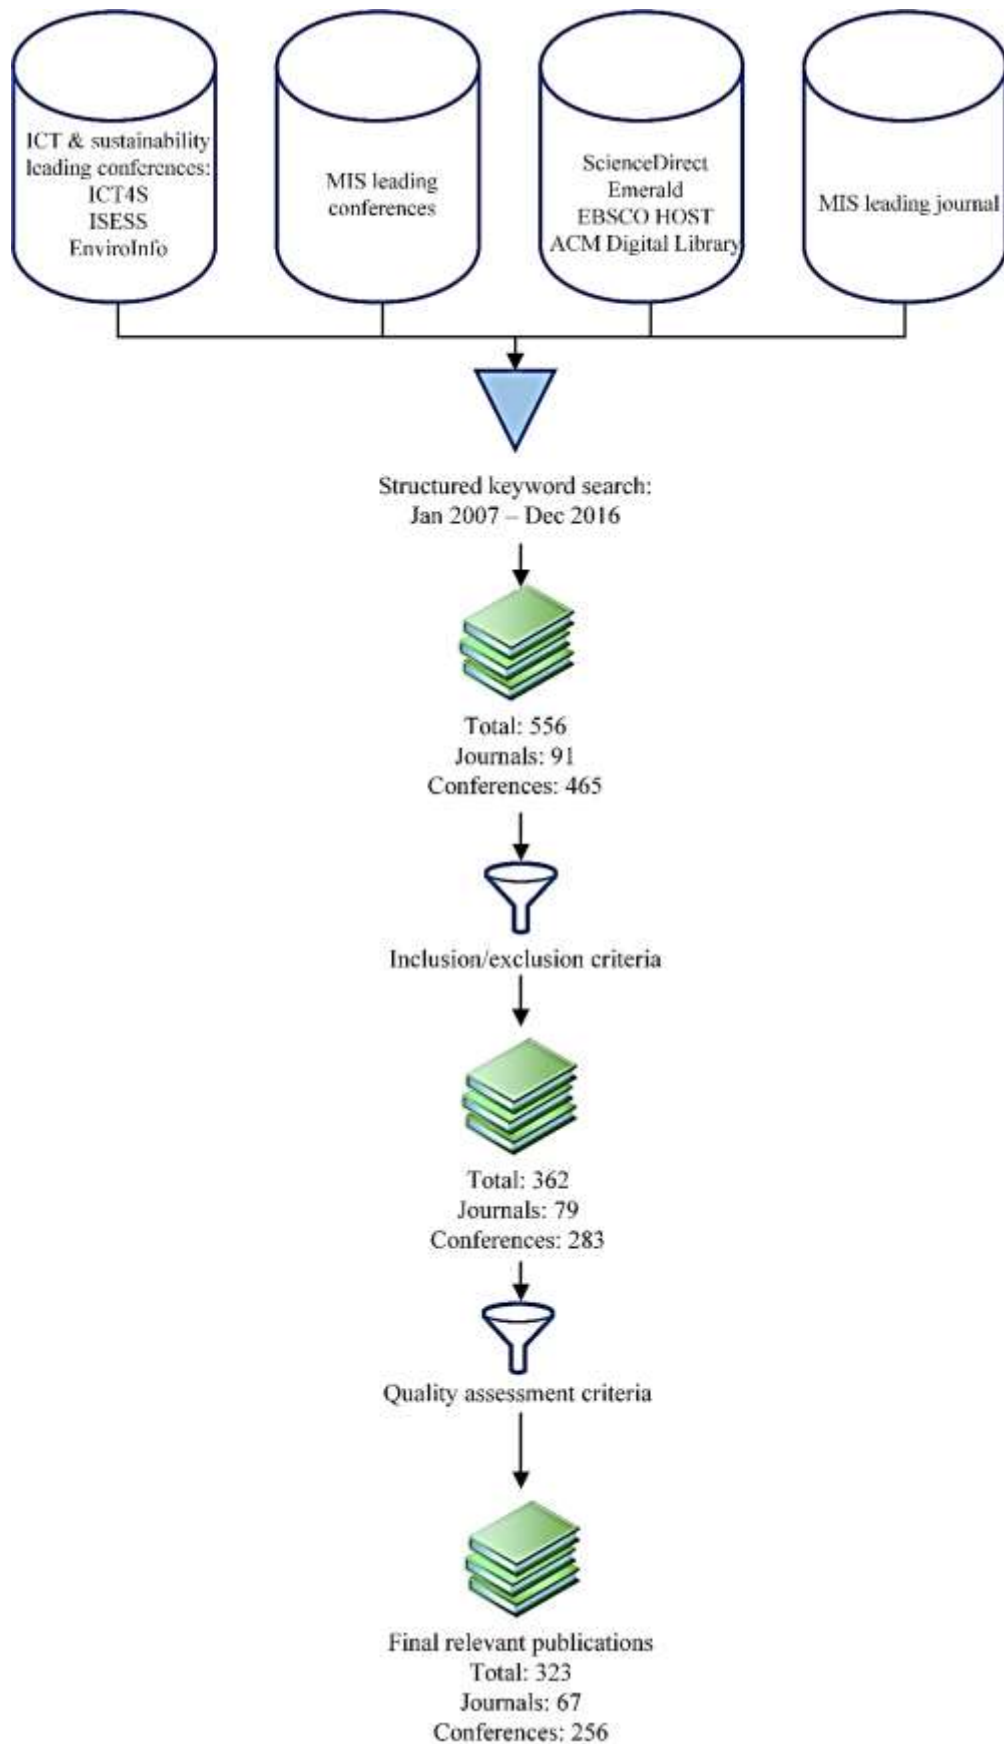 ICT & sustainability
leading conferences:
ICT4S
ISESS
EnviroInfo
MIS leading
conferences
ScienceDirect
Emerald
EBSCO HOST
ACM Digital Library
MIS leading journal
Structured keyword search:
Jan 2007 – Dec 2016
Total: 556
Journals: 91
Conferences: 465
Inclusion/exclusion criteria
Total: 362
Journals: 79
Conferences: 283
Quality assessment criteria
Final relevant publications
Total: 323
Journals: 67
Conferences: 256